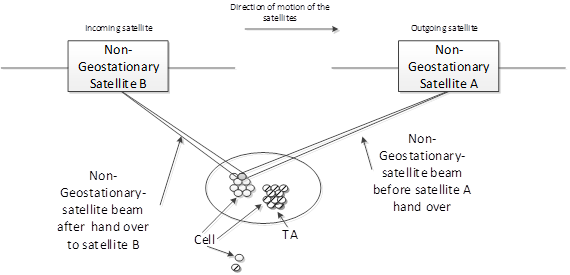 Direction of motion of the
satellites
Incoming satellite
Outgoing satellite
Non-
Geostationary
Satellite B
Non-
Geostationary
Satellite A
Non-
Geostationary-
satellite beam
after hand over
to satellite B
Non-
Geostationary-
satellite beam
before satellite A
hand over
Cell
TA